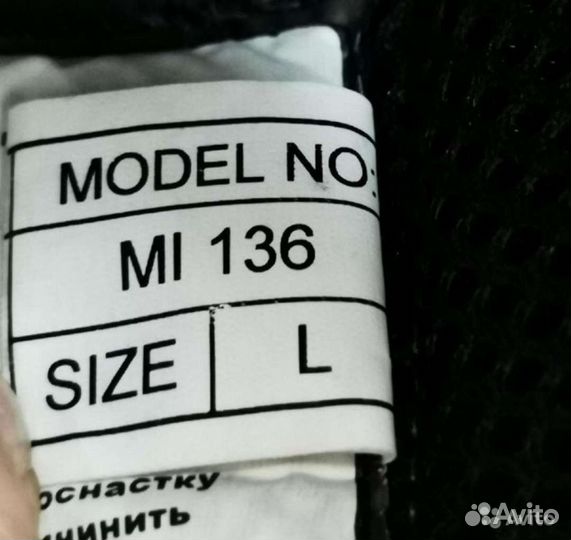 MODEL NO:
MI 136
SIZE L
оснастку
чинить
Avito